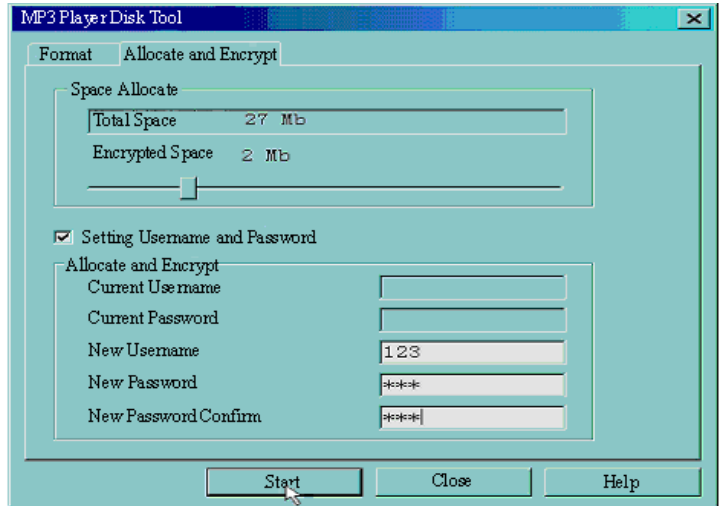 MP3 Player Disk Tool
Format Allocate and Encrypt
Space Allocate
Total Space 27 Mb
Encrypted Space 2 Mb
Setting Username and Password
Allocate and Encrypt
Current Username
Current Password
New Username 123
New Password ***
New Password Confirm ***
Start Close Help